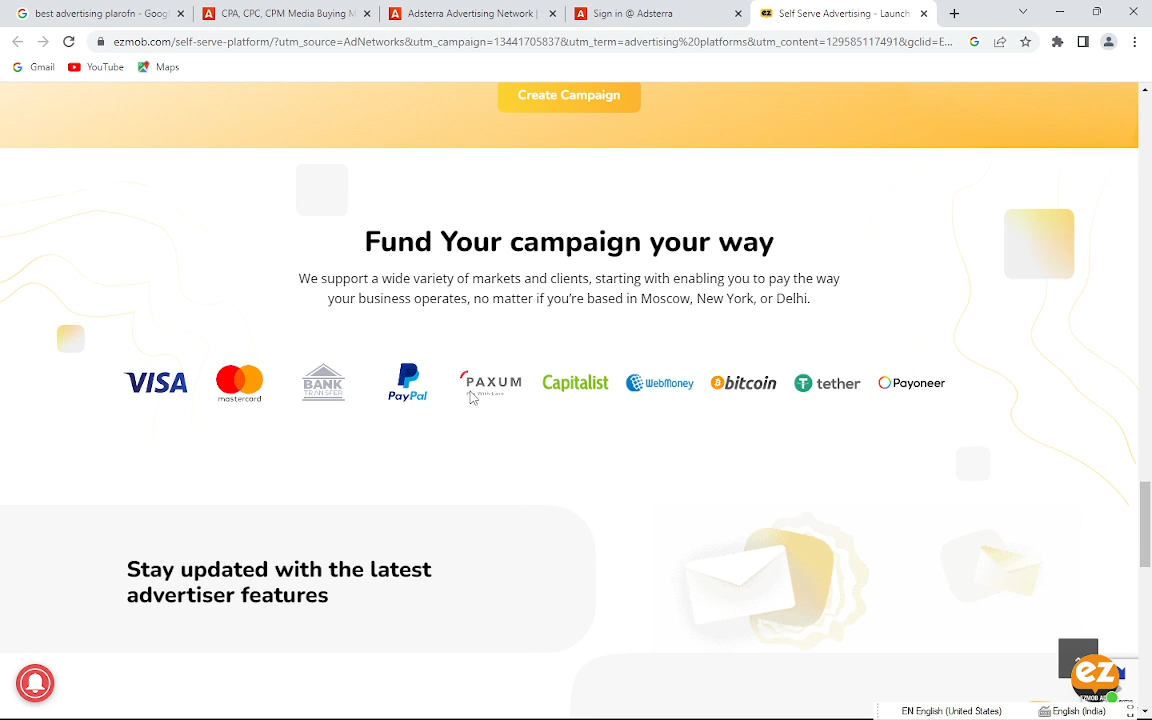 best advertising plarofn - Goog
CPA, CPC, CPM Media Buying M
Adsterra Advertising Network |
Sign in @ Adsterra
Self Serve Advertising - Launch
ezmob.com/self-serve-platform/?utm_source=AdNetworks&utm_campaign=13441705837&utm_term=advertising%20platforms&utm_content=129585117491&gclid=E...
Gmail
YouTube
Maps
Create Campaign
Fund Your campaign your way
We support a wide variety of markets and clients, starting with enabling you to pay the way
your business operates, no matter if you're based in Moscow, New York, or Delhi.
VISA
mastercard
BANK
TRANSFER
PayPal
PAXUM
Capitalist
WebMoney
bitcoin
tether
Payoneer
Stay updated with the latest
advertiser features
ez
EN English (United States)
English (India)